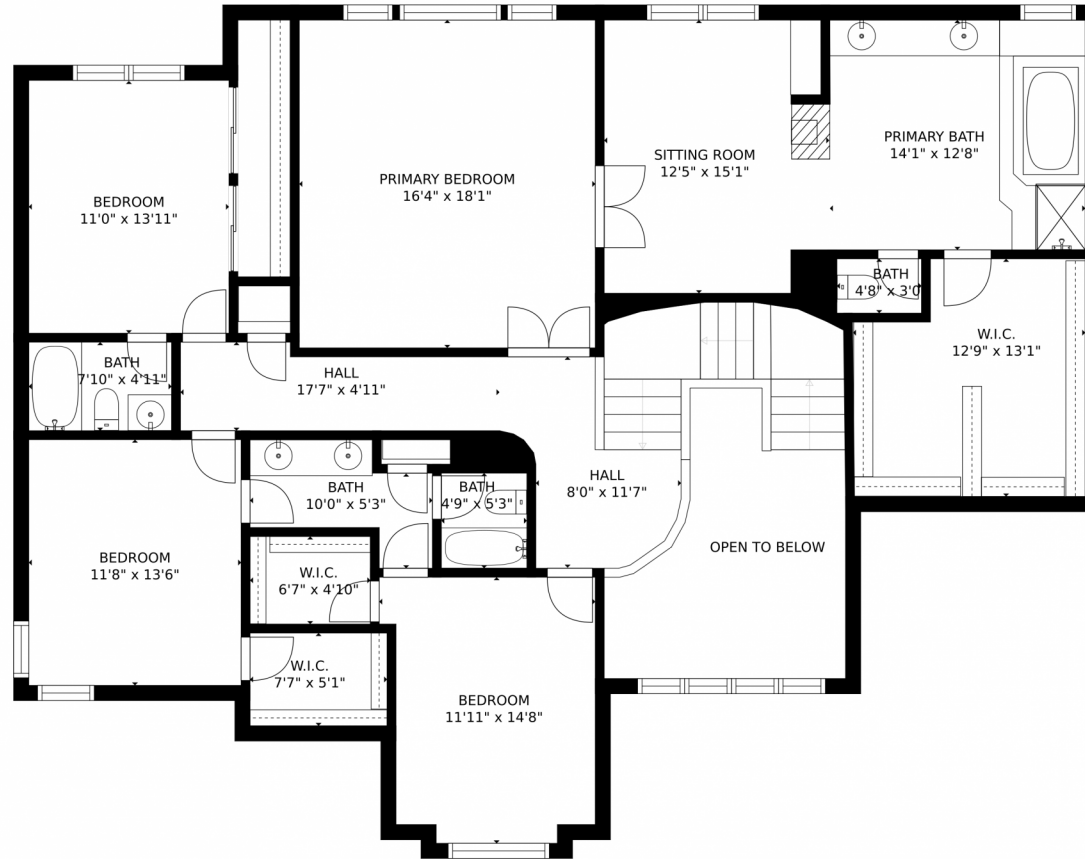 PRIMARY BATH
14'1" x 12'8"
SITTING ROOM
12'5" x 15'1"
PRIMARY BEDROOM
16'4" x 18'1"
BEDROOM
11'0" x 13'11"
BATH
4'8" x 3'0
W.I.C.
12'9" x 13'1"
BATH
7'10" x 4'11"
HALL
17'7" x 4'11"
HALL
8'0" x 11'7"
BATH
10'0" x 5'3"
BATH
4'9" x 5'3"
OPEN TO BELOW
BEDROOM
11'8" x 13'6"
W.I.C.
6'7" x 4'10"
W.I.C.
7'7" x 5'1"
BEDROOM
11'11" x 14'8"